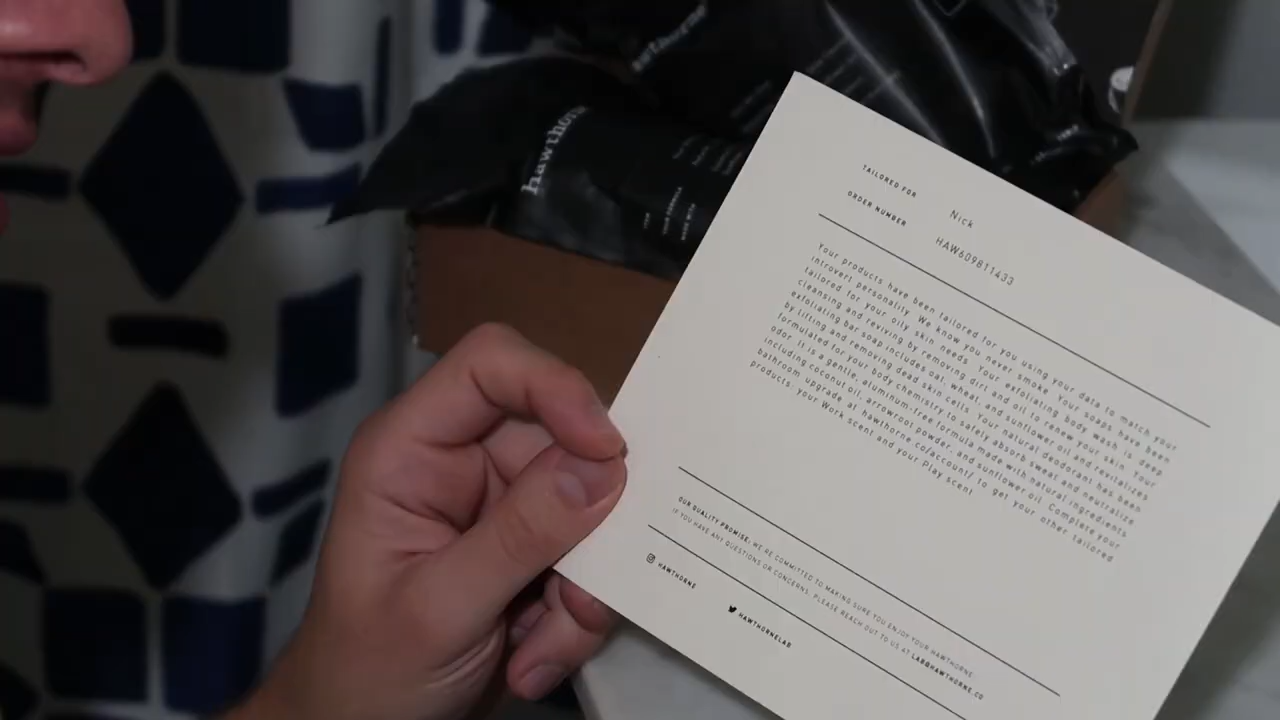 hawthorne
hawthorne
TAILORED FOR Nick
ORDER NUMBER HAW609811433
Your products have been tailored for you using your data to match your
introvert personality. We know you never smoke. Your soaps have been
tailored for your oily skin needs. Your exfoliating body wash is deep
cleansing and reviving by removing dirt and oil to renew your skin. Your
exfoliating bar soap includes oat, wheat, and sunflower oil and revitalizes
by lifting and removing dead skin cells. Your natural deodorant has been
formulated for your body chemistry to safely absorb sweat and neutralize
odor. It is a gentle, aluminum-free formula made with natural ingredients
including coconut oil, arrowroot powder, and sunflower oil. Complete your
bathroom upgrade at hawthorne.co/account/ to get your other tailored
products: your Work scent and your Play scent
OUR QUALITY PROMISE: WE'RE COMMITTED TO MAKING SURE YOU ENJOY YOUR HAWTHORNE.
IF YOU HAVE ANY QUESTIONS OR CONCERNS, PLEASE REACH OUT TO US AT LAB@HAWTHORNE.CO
HAWTHORNE
HAWTHORNELAB